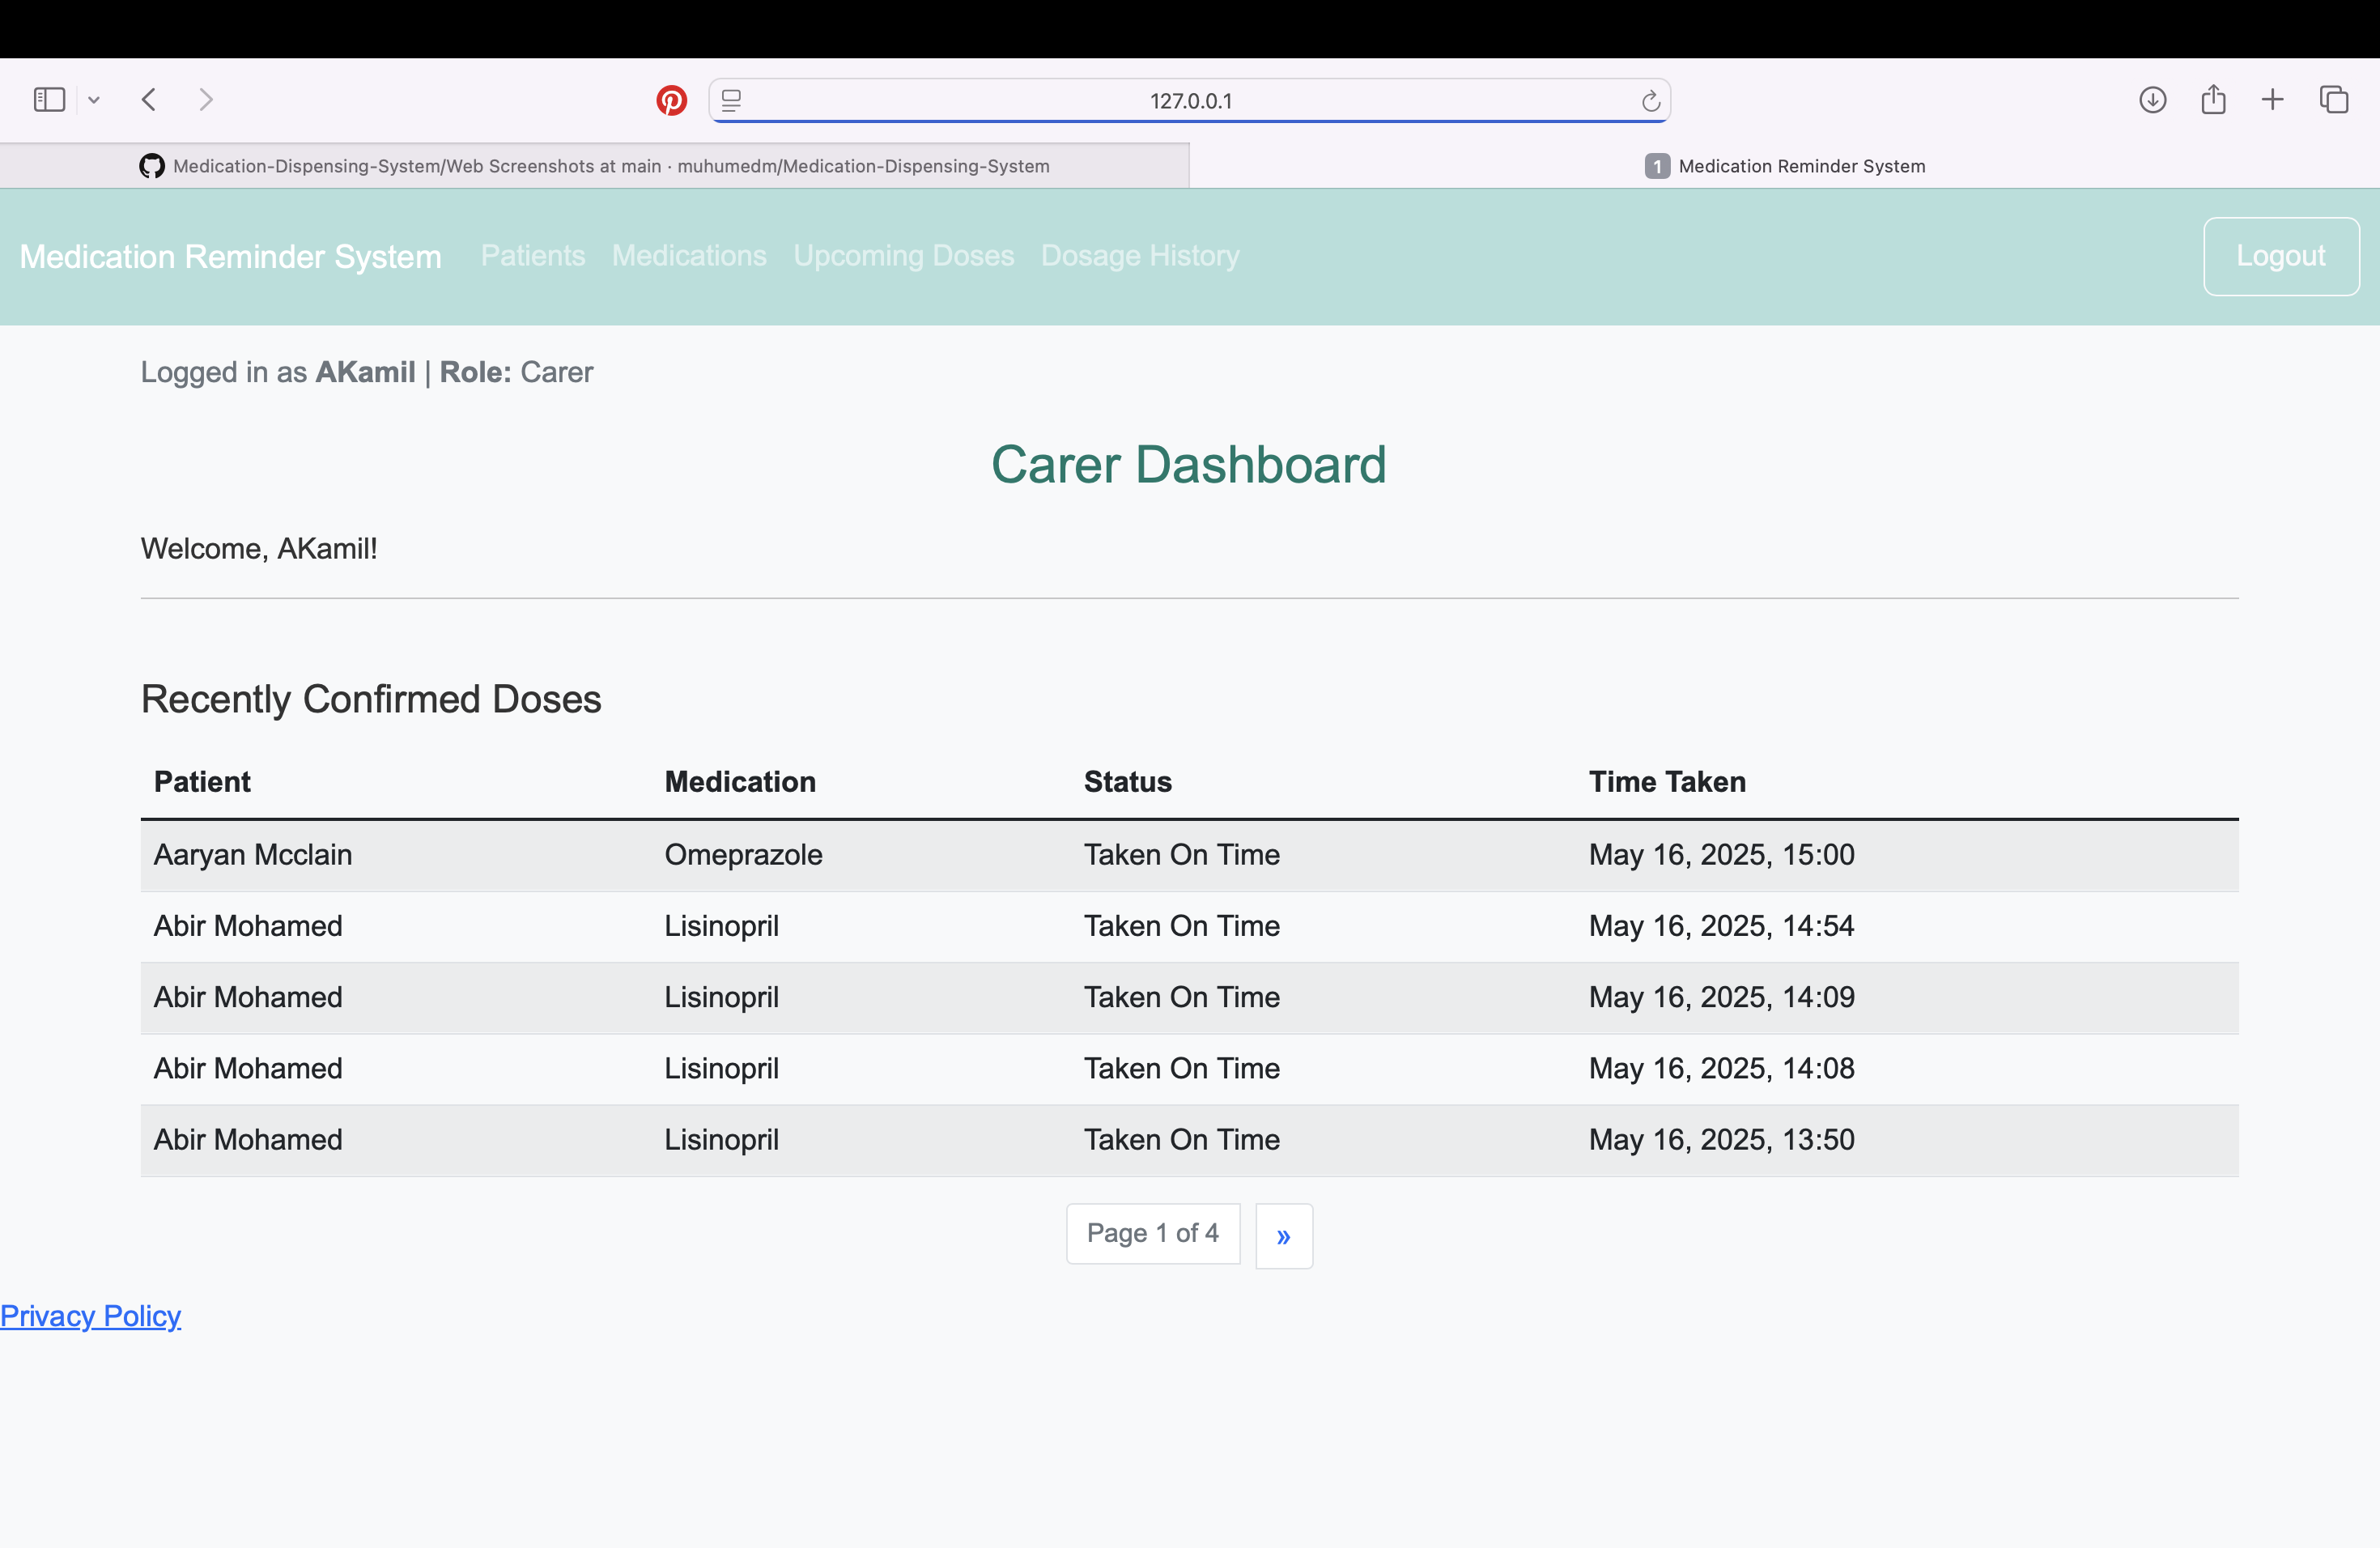 127.0.0.1
Medication-Dispensing-System/Web Screenshots at main · muhumedm/Medication-Dispensing-System
1 Medication Reminder System
Medication Reminder System Patients Medications Upcoming Doses Dosage History Logout
Logged in as AKamil | Role: Carer
Carer Dashboard
Welcome, AKamil!
Recently Confirmed Doses
Patient Medication Status Time Taken
Aaryan Mcclain Omeprazole Taken On Time May 16, 2025, 15:00
Abir Mohamed Lisinopril Taken On Time May 16, 2025, 14:54
Abir Mohamed Lisinopril Taken On Time May 16, 2025, 14:09
Abir Mohamed Lisinopril Taken On Time May 16, 2025, 14:08
Abir Mohamed Lisinopril Taken On Time May 16, 2025, 13:50
Page 1 of 4 »
Privacy Policy